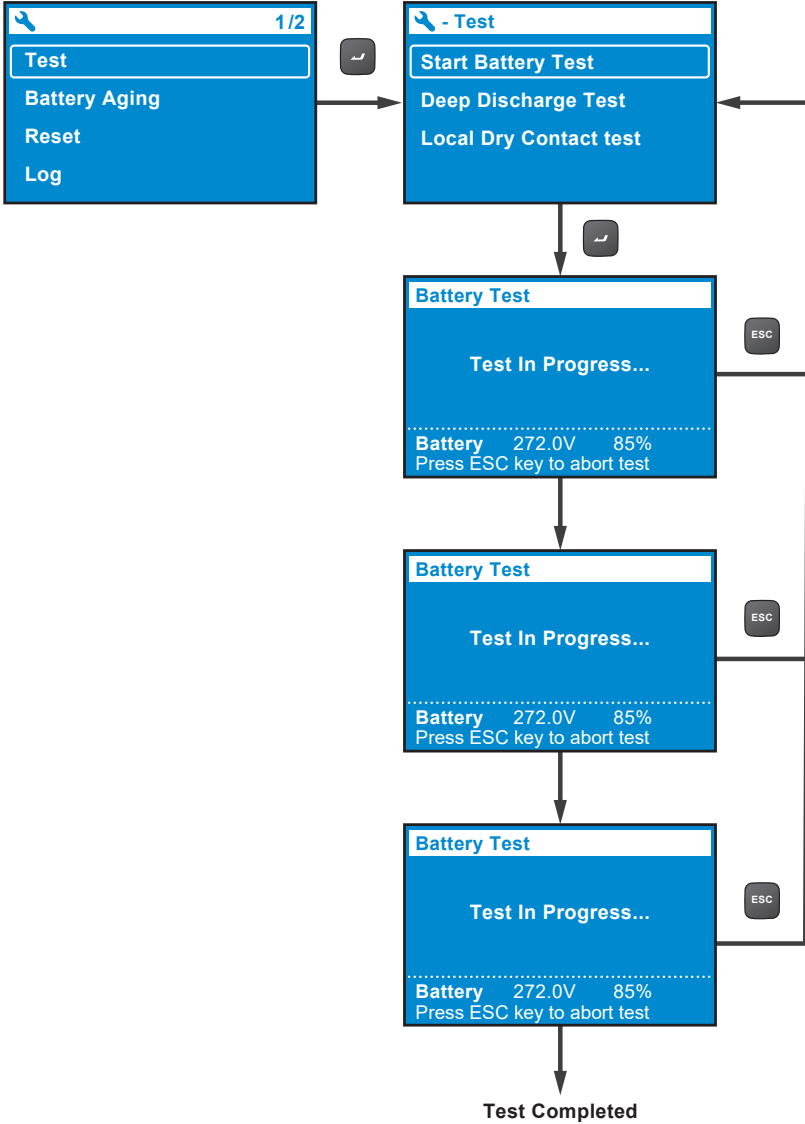 1/2
Test
Battery Aging
Reset
Log
- Test
Start Battery Test
Deep Discharge Test
Local Dry Contact test
Battery Test
Test In Progress...
Battery 272.0V 85%
Press ESC key to abort test
ESC
Battery Test
Test In Progress...
Battery 272.0V 85%
Press ESC key to abort test
ESC
Battery Test
Test In Progress...
Battery 272.0V 85%
Press ESC key to abort test
ESC
Test Completed